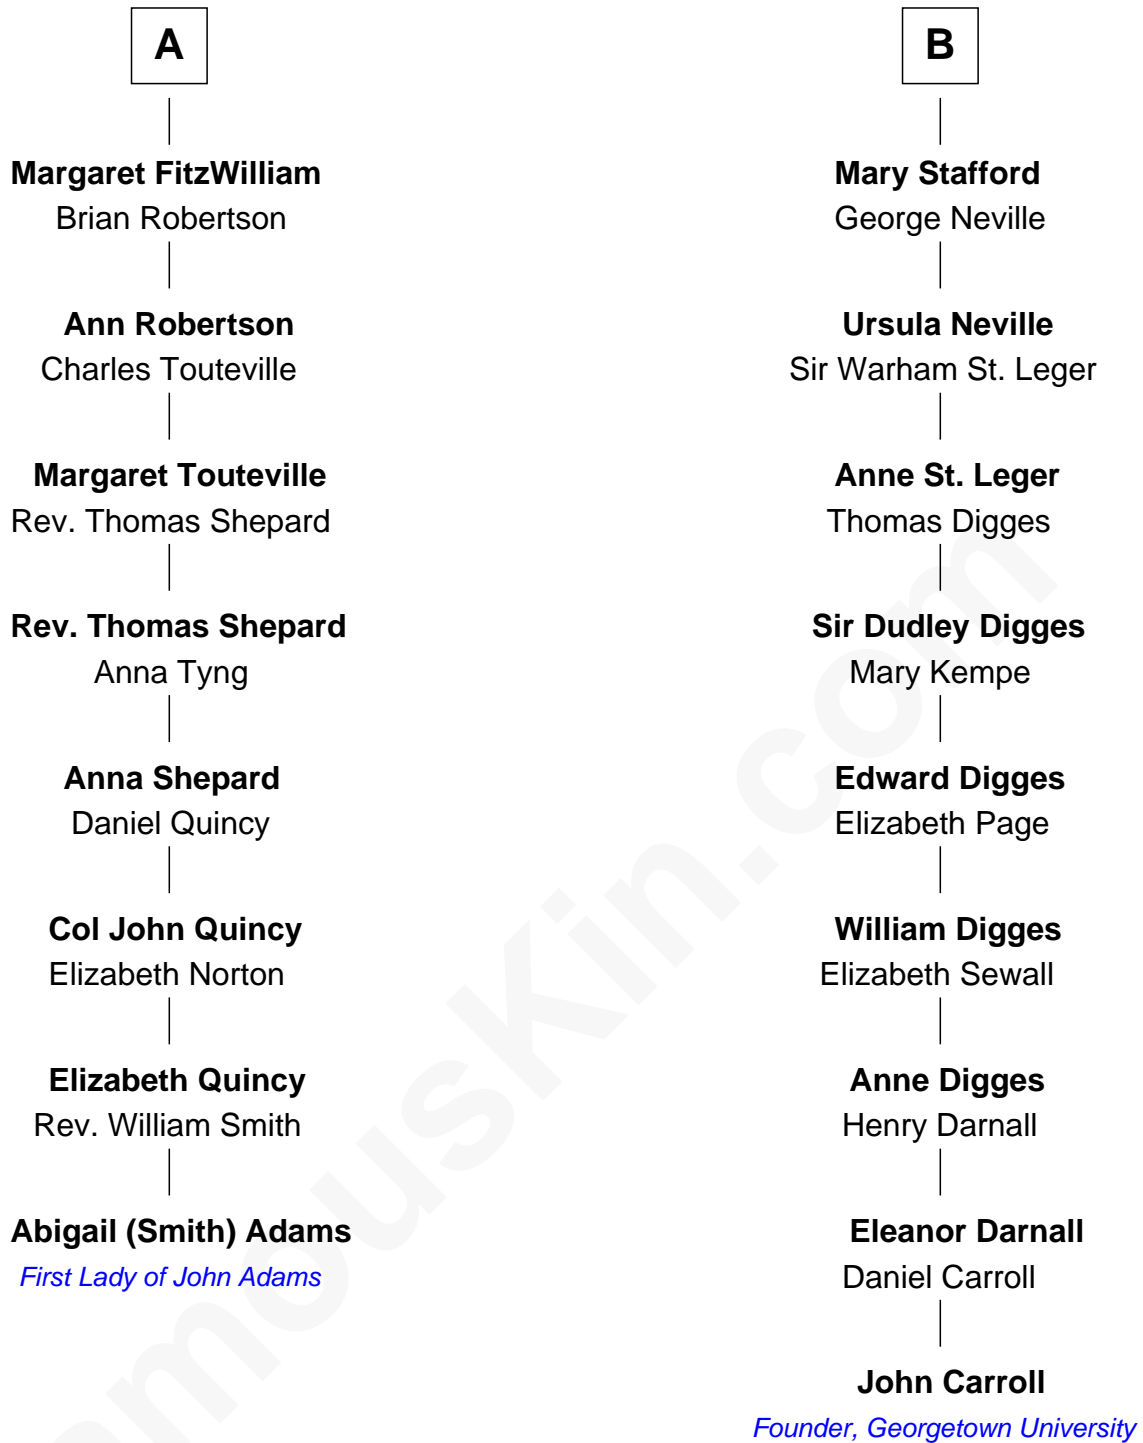 A
Margaret FitzWilliam
Brian Robertson
Ann Robertson
Charles Touteville
Margaret Touteville
Rev. Thomas Shepard
Rev. Thomas Shepard
Anna Tyng
Anna Shepard
Daniel Quincy
Col John Quincy
Elizabeth Norton
Elizabeth Quincy
Rev. William Smith
Abigail (Smith) Adams
First Lady of John Adams
B
Mary Stafford
George Neville
Ursula Neville
Sir Warham St. Leger
Anne St. Leger
Thomas Digges
Sir Dudley Digges
Mary Kempe
Edward Digges
Elizabeth Page
William Digges
Elizabeth Sewall
Anne Digges
Henry Darnall
Eleanor Darnall
Daniel Carroll
John Carroll
Founder, Georgetown University
amousKin.com